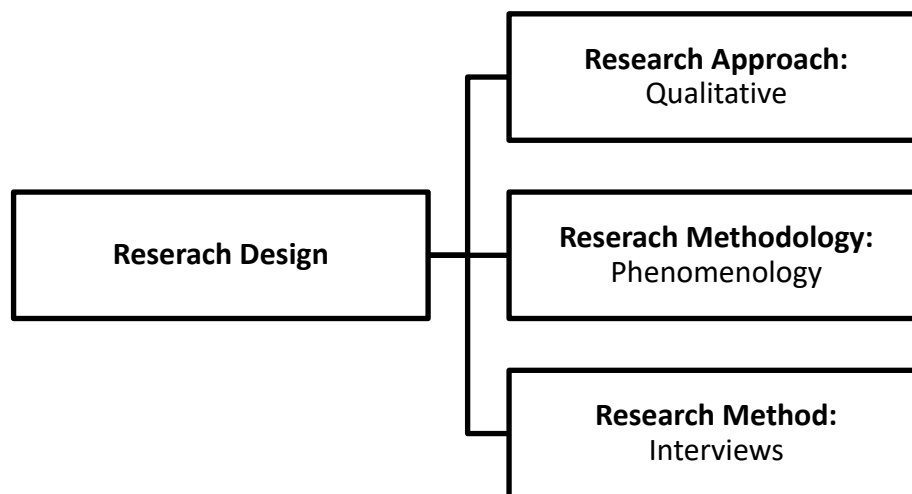 Research Approach:
Qualitative
Reserach Design
Reserach Methodology:
Phenomenology
Research Method:
Interviews